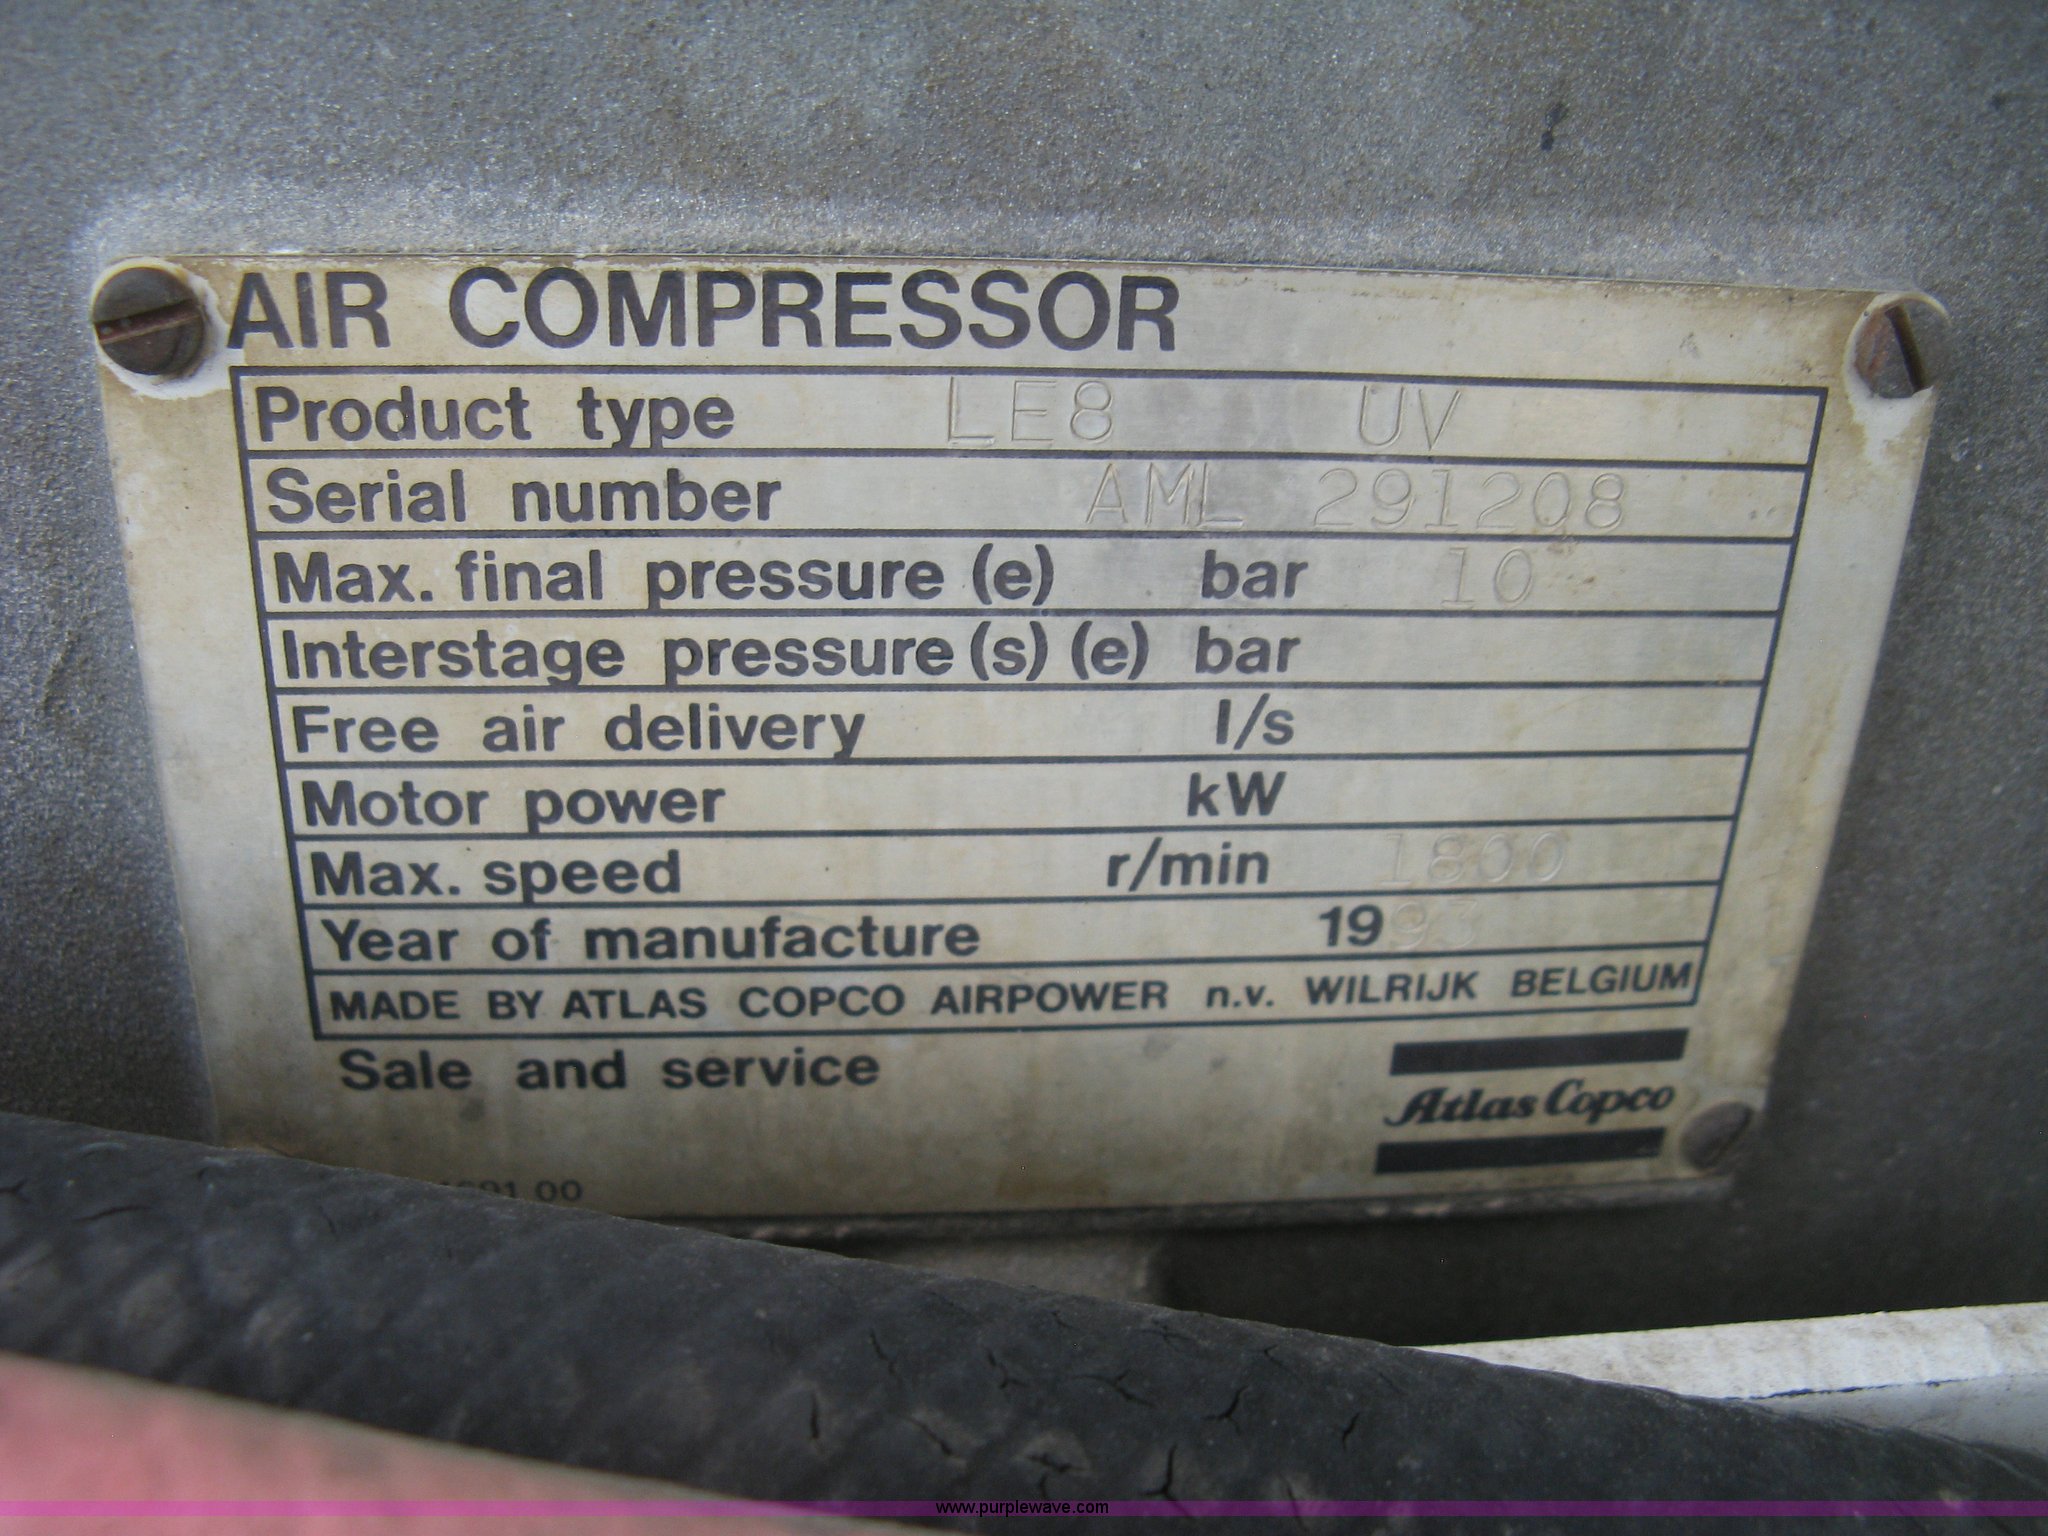 AIR COMPRESSOR
Product type LE8 UV
Serial number AML 291208
Max. final pressure (e) bar 10
Interstage pressure (s) (e) bar
Free air delivery l/s
Motor power kW
Max. speed r/min 1800
Year of manufacture 1993
MADE BY ATLAS COPCO AIRPOWER n.v. WILRIJK BELGIUM
Sale and service
Atlas Copco
00
www.purplewave.com